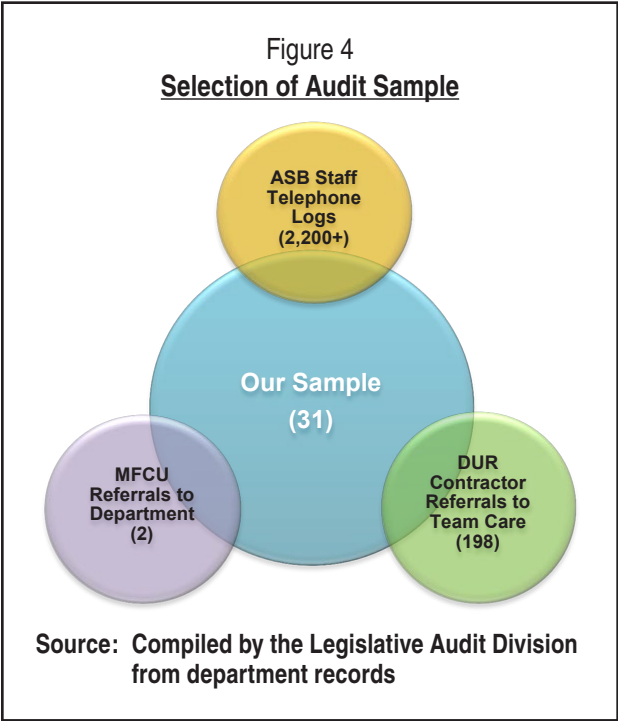 Figure 4
Selection of Audit Sample
ASB Staff
Telephone
Logs
(2,200+)
Our Sample
(31)
MFCU
Referrals to
Department
(2)
DUR
Contractor
Referrals to
Team Care
(198)
Source: Compiled by the Legislative Audit Division
from department records